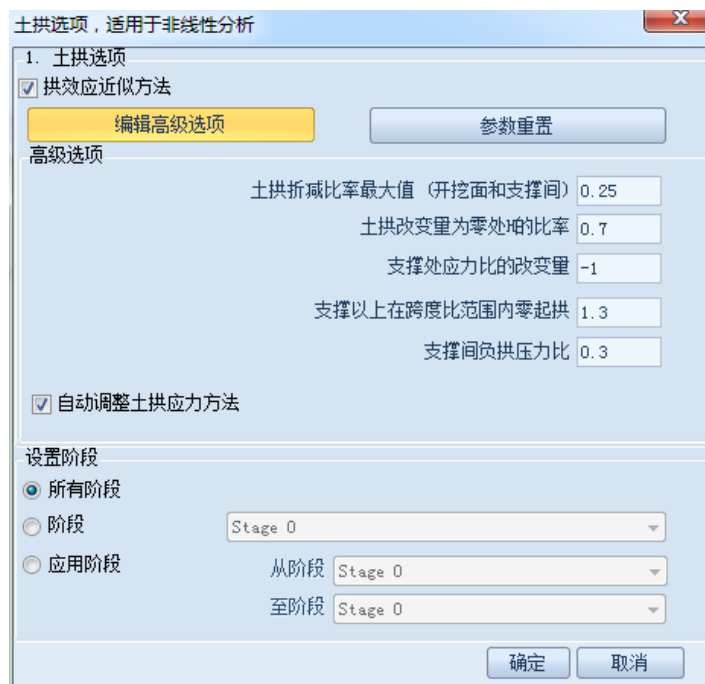 土拱选项，适用于非线性分析
1. 土拱选项
拱效应近似方法
编辑高级选项 参数重置
高级选项
土拱折减比率最大值 (开挖面和支撑间) 0.25
土拱改变量为零处H的比率 0.7
支撑处应力比的改变量 -1
支撑以上在跨度比范围内零起拱 1.3
支撑间负拱压力比 0.3
自动调整土拱应力方法
设置阶段
所有阶段
阶段 Stage 0
应用阶段 从阶段 Stage 0
至阶段 Stage 0
确定 取消